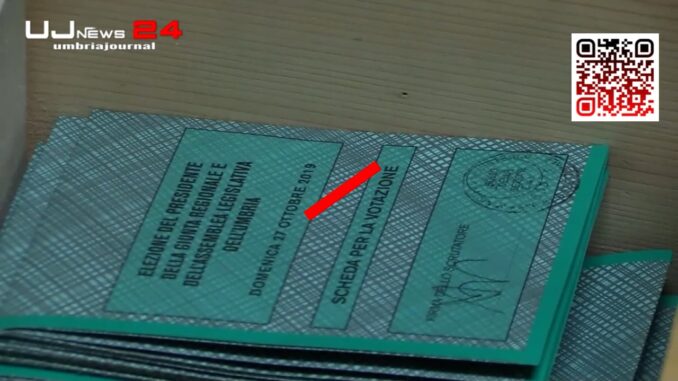 UJ NEWS 24
umbriajournal
ELEZIONE DEL PRESIDENTE
DELLA GIUNTA REGIONALE E
DELL'ASSEMBLEA LEGISLATIVA
DELL'UMBRIA
DOMENICA 27 OTTOBRE 2019
SCHEDA PER LA VOTAZIONE
FIRMA DELLO SCRUTATORE